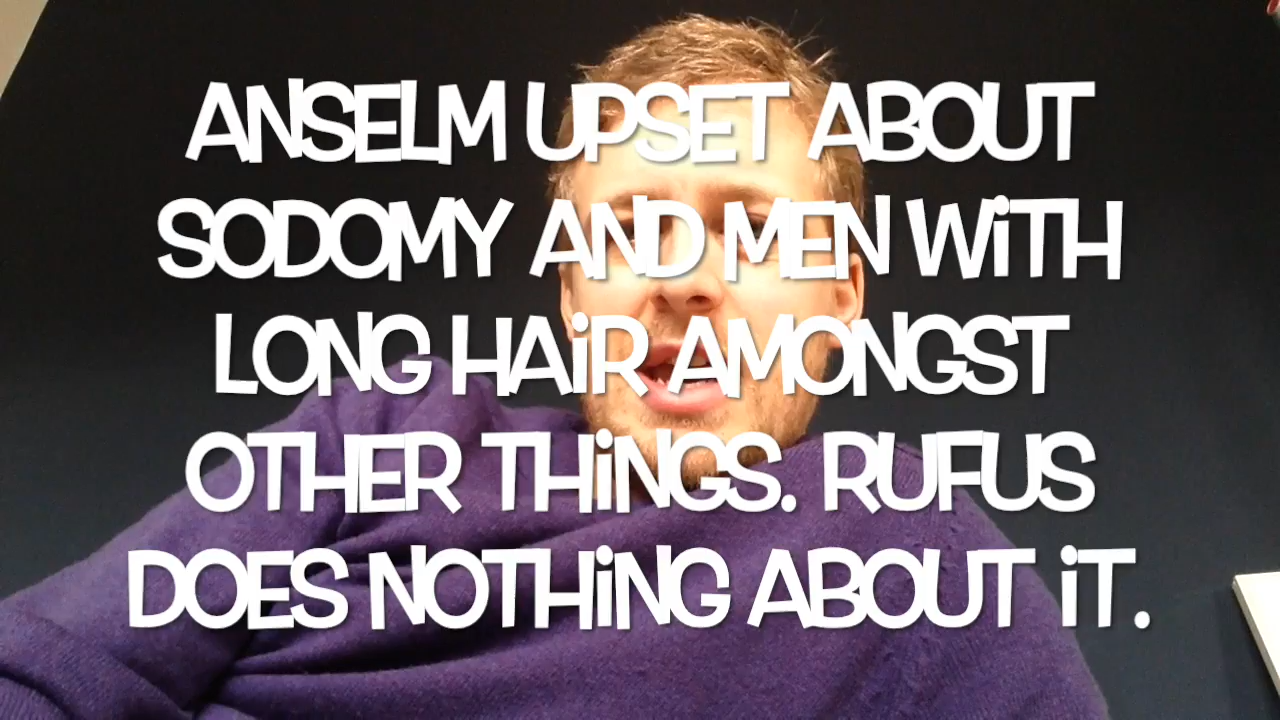 ANSELM UPSET ABOUT
SODOMY AND MEN WiTH
LONG HAiR AMONGST
OTHER THiNGS. RUFUS
DOES NOTHiNG ABOUT iT.